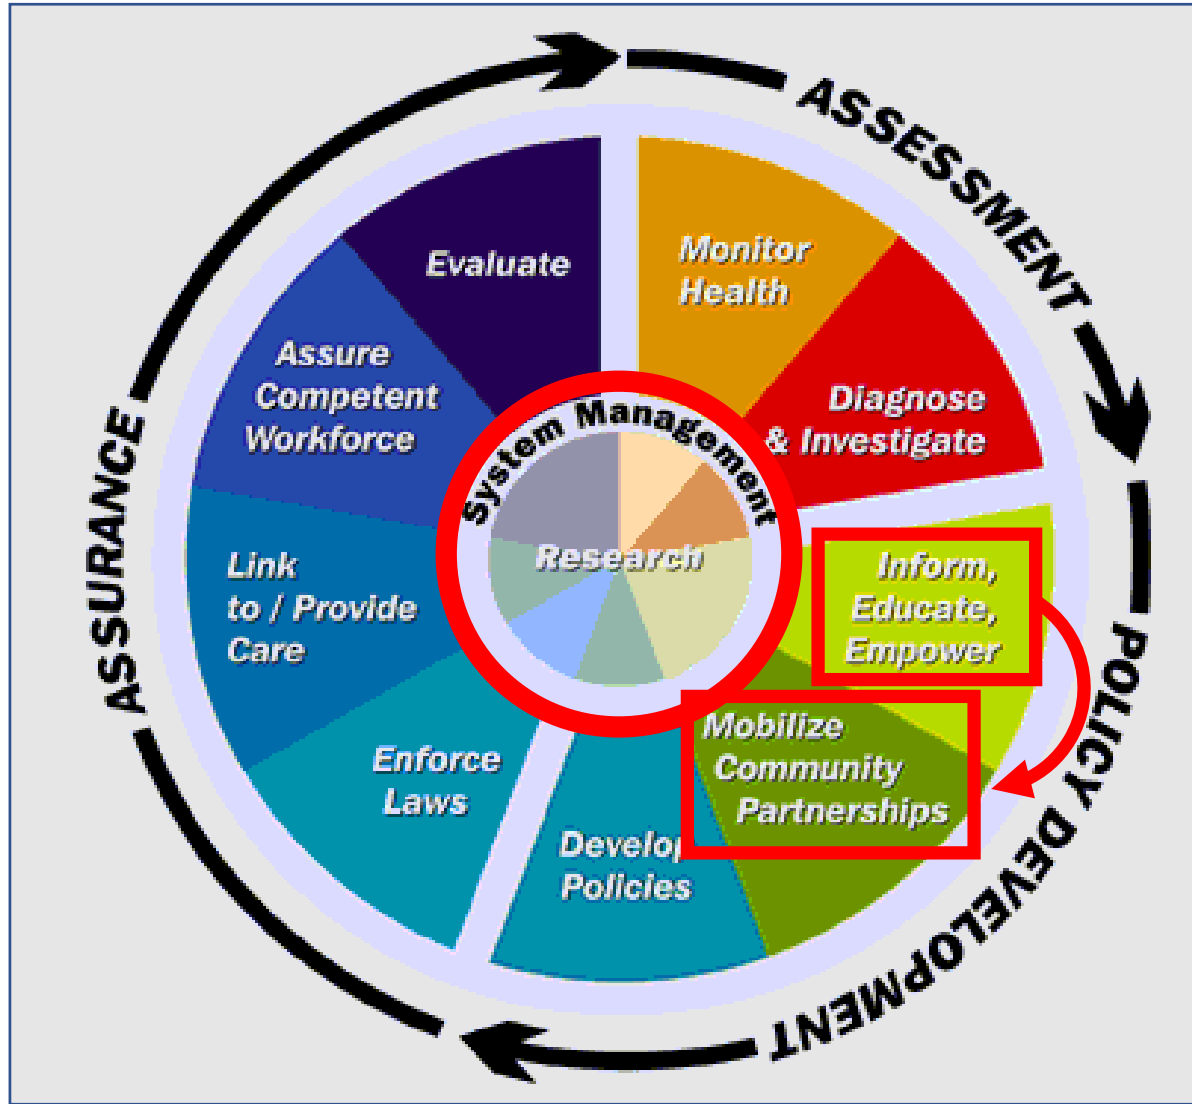 ASSESSMENT
POLICY DEVELOPMENT
ASSURANCE
Monitor
Health
Diagnose
& Investigate
Inform,
Educate,
Empower
Mobilize
Community
Partnerships
Develop
Policies
Enforce
Laws
Link
to / Provide
Care
Assure
Competent
Workforce
Evaluate
System Management
Research